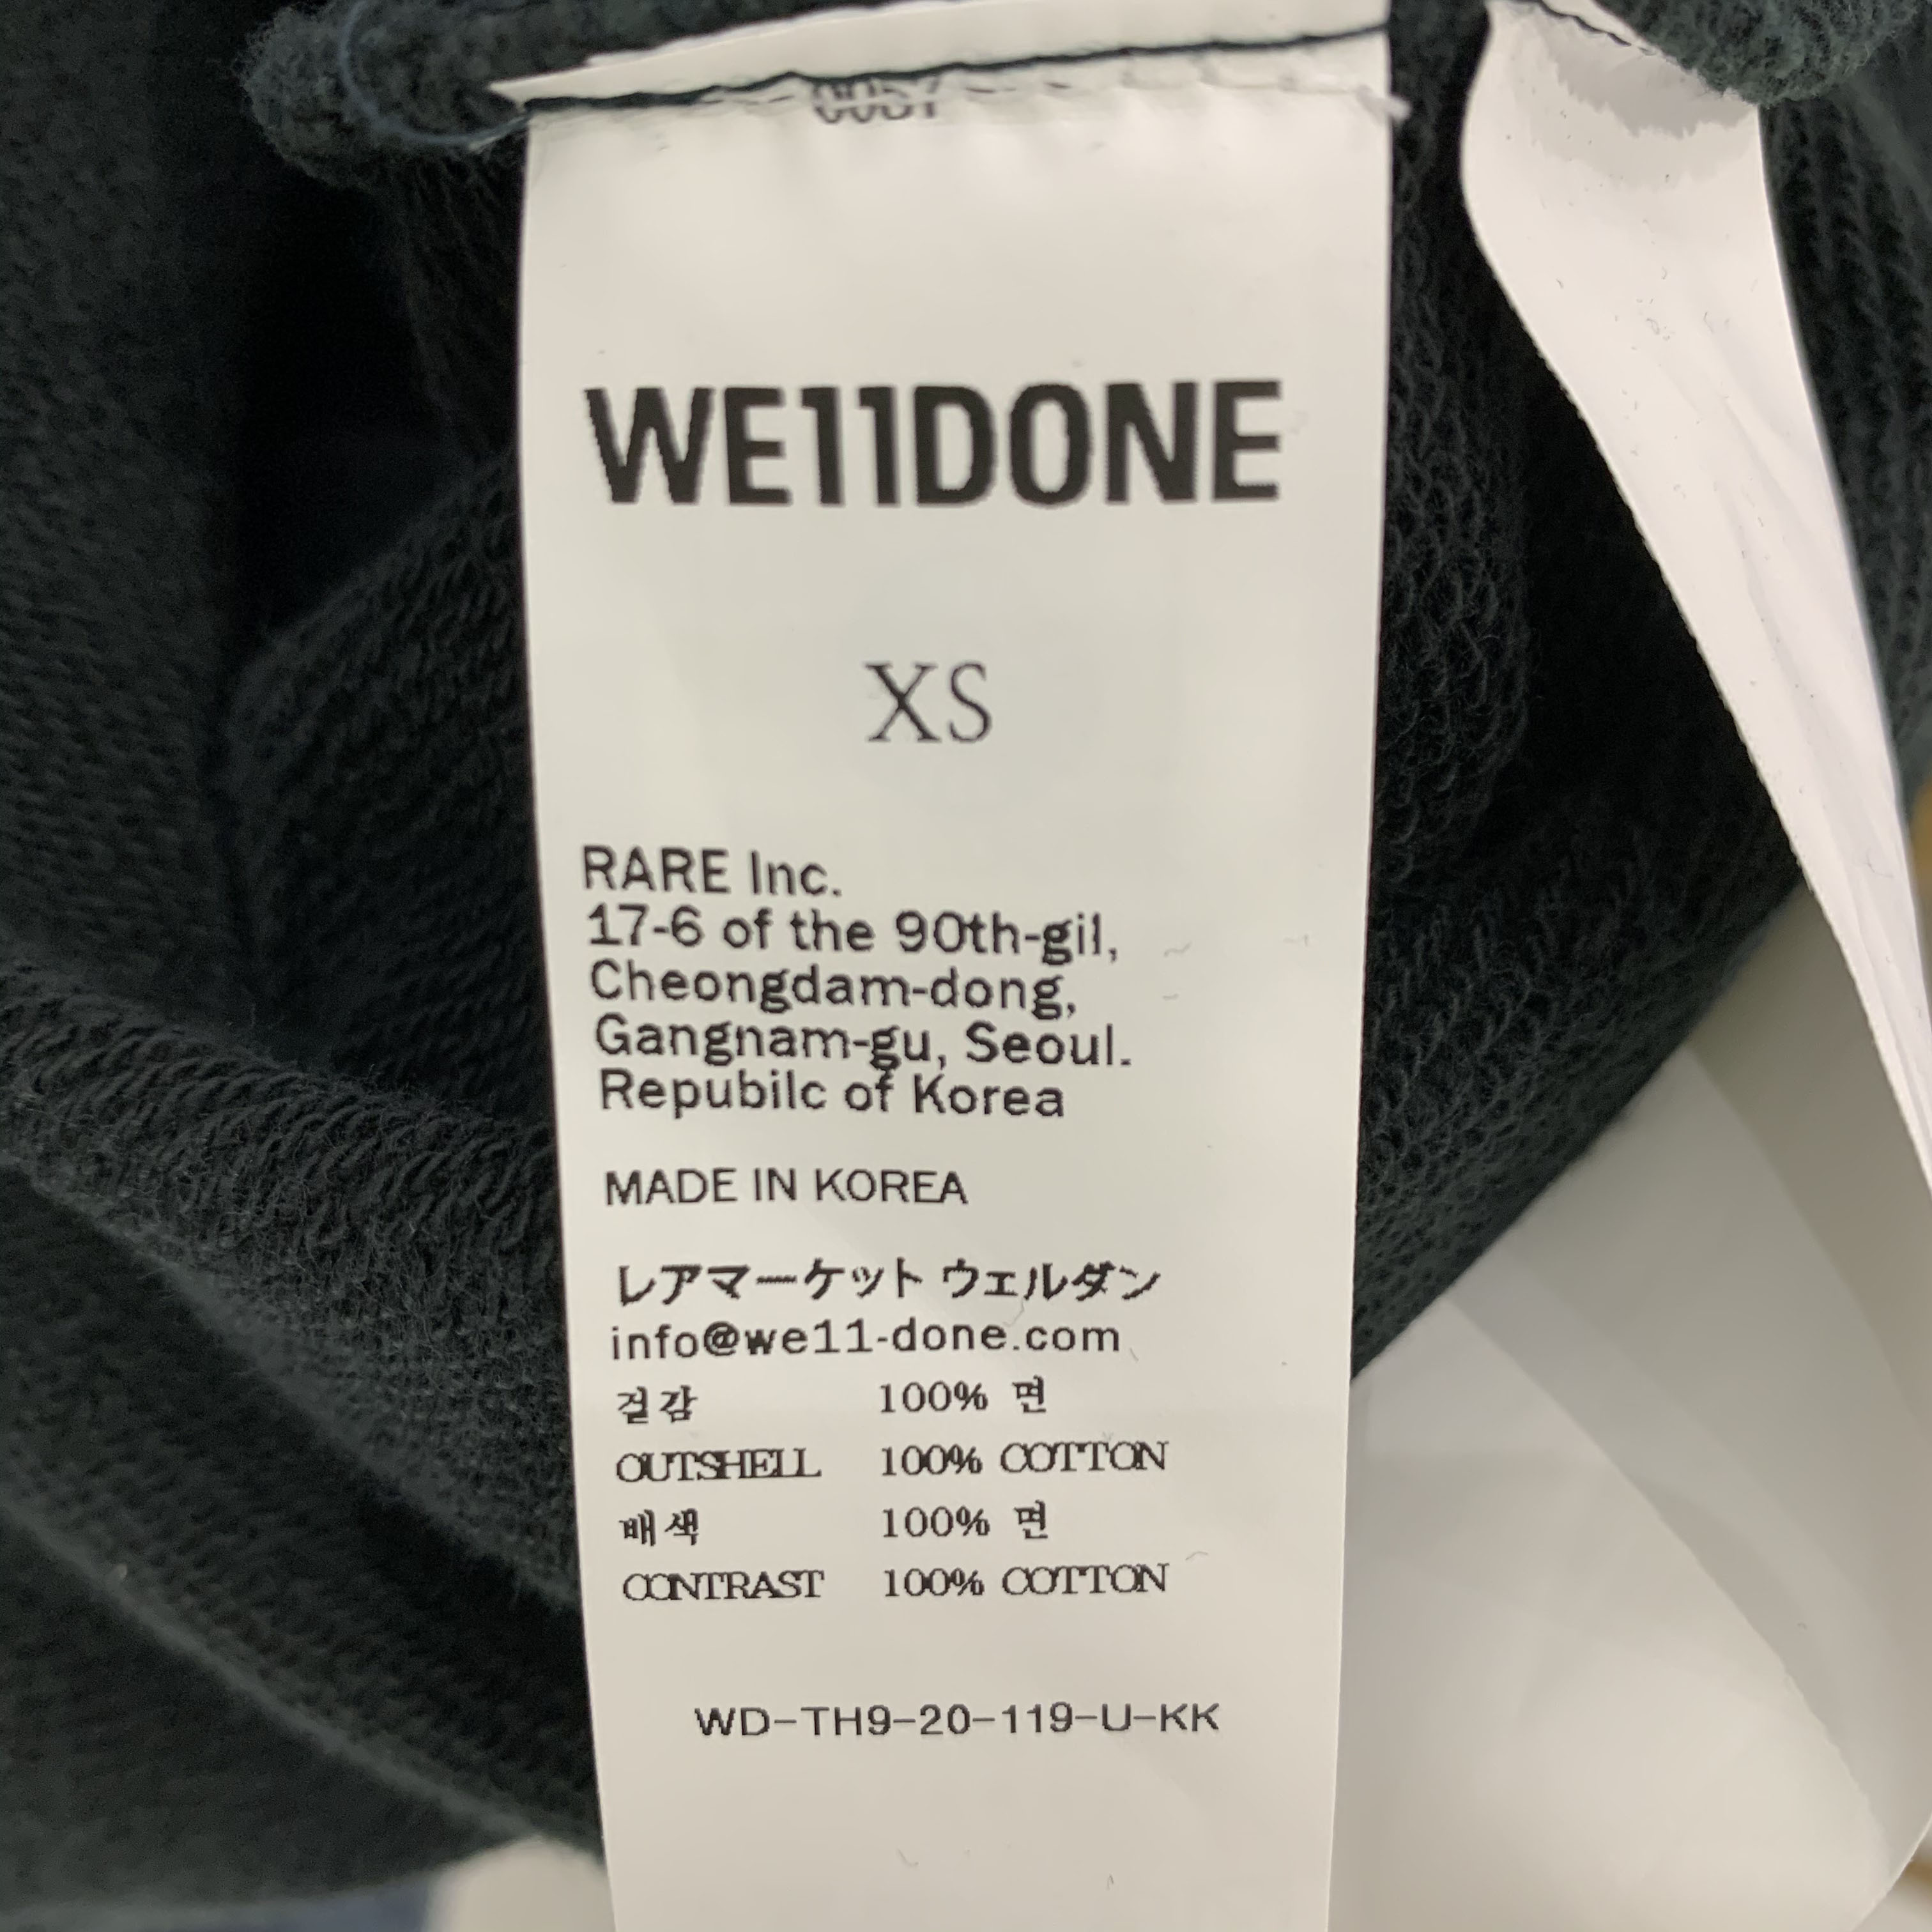 WE11DONE
XS
RARE Inc.
17-6 of the 90th-gil,
Cheongdam-dong,
Gangnam-gu, Seoul.
Repubilc of Korea
MADE IN KOREA
レアマーケット ウェルダン
info@we11-done.com
겉감 100% 면
OUTSHELL 100% COTTON
배색 100% 면
CONTRAST 100% COTTON
WD-TH9-20-119-U-KK